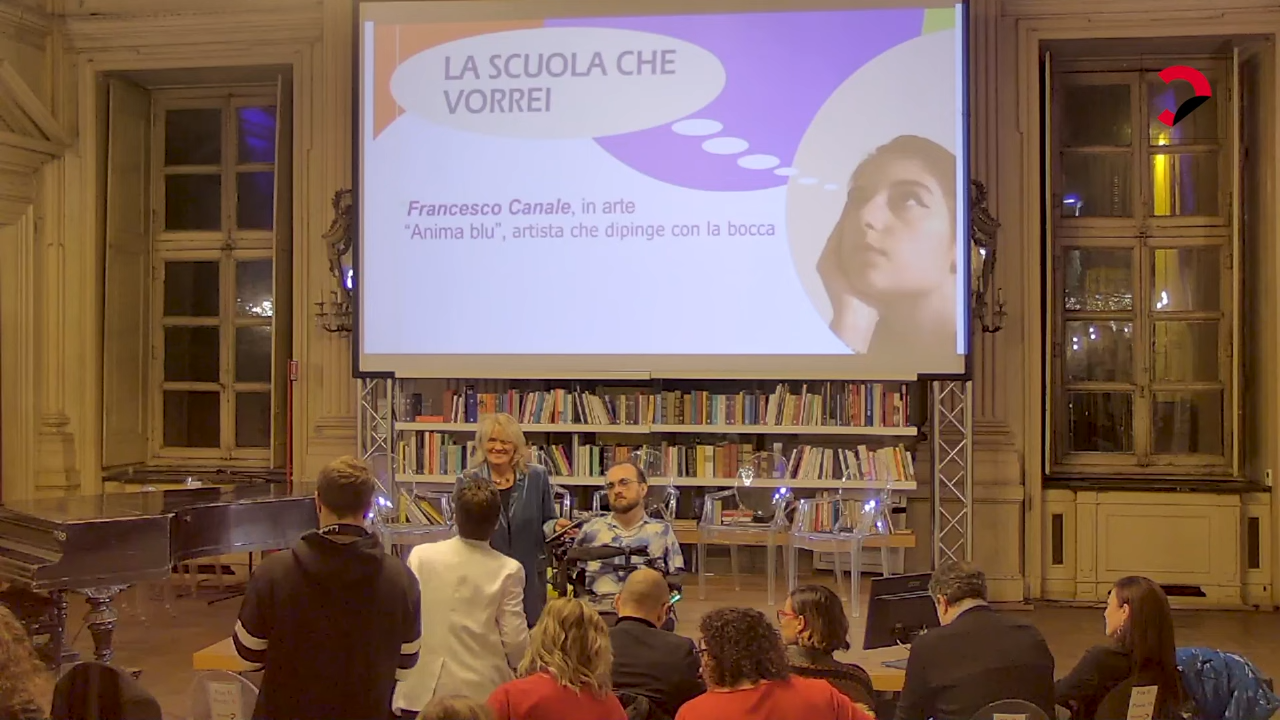 LA SCUOLA CHE
VORREI
Francesco Canale, in arte
“Anima blu”, artista che dipinge con la bocca